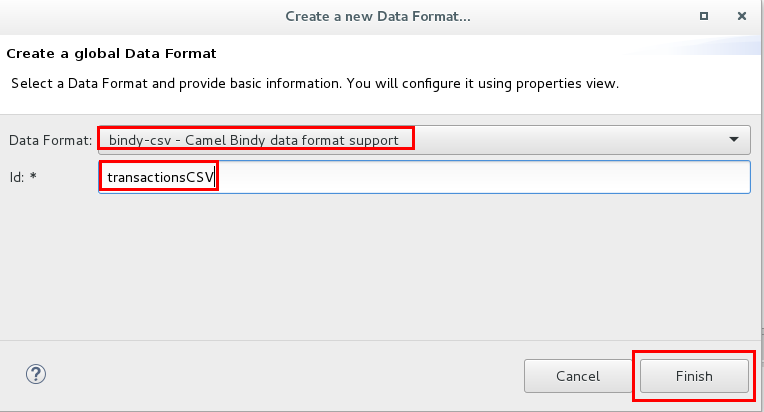 Create a new Data Format...
Create a global Data Format
Select a Data Format and provide basic information. You will configure it using properties view.
Data Format: bindy-csv - Camel Bindy data format support
Id: * transactionsCSV
?
Cancel Finish